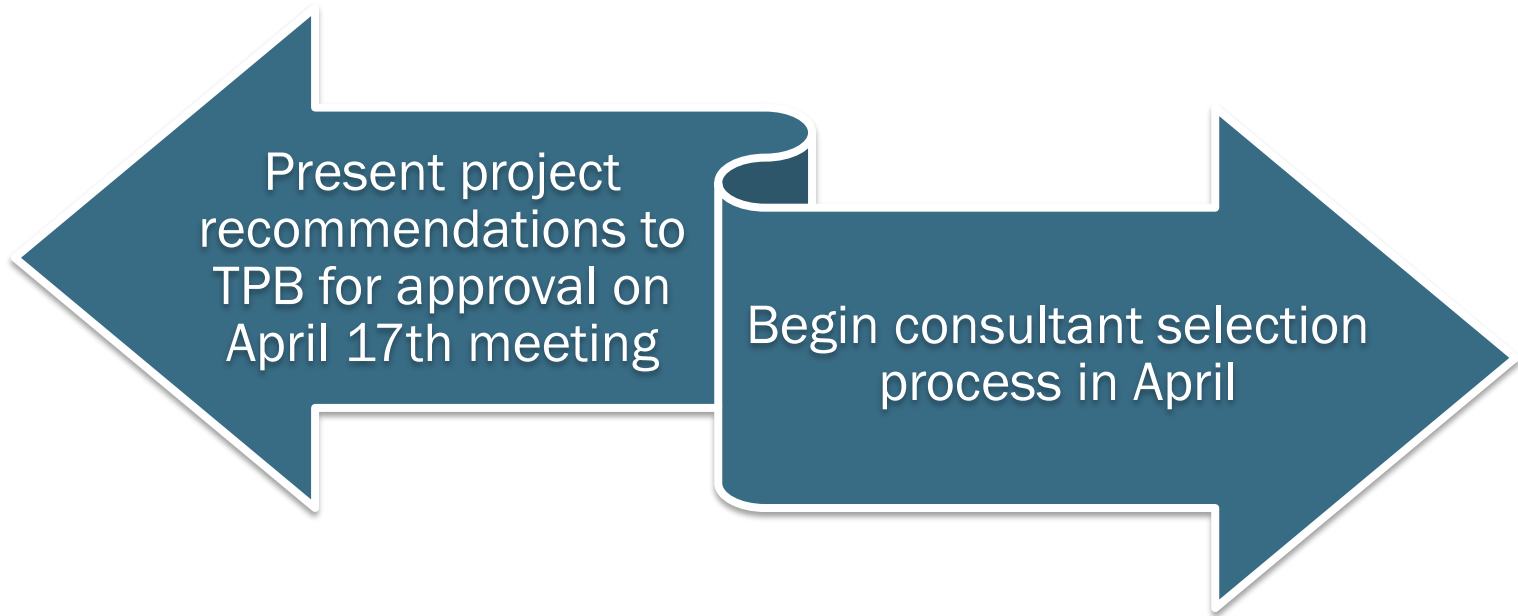 Present project
recommendations to
TPB for approval on
April 17th meeting
Begin consultant selection
process in April